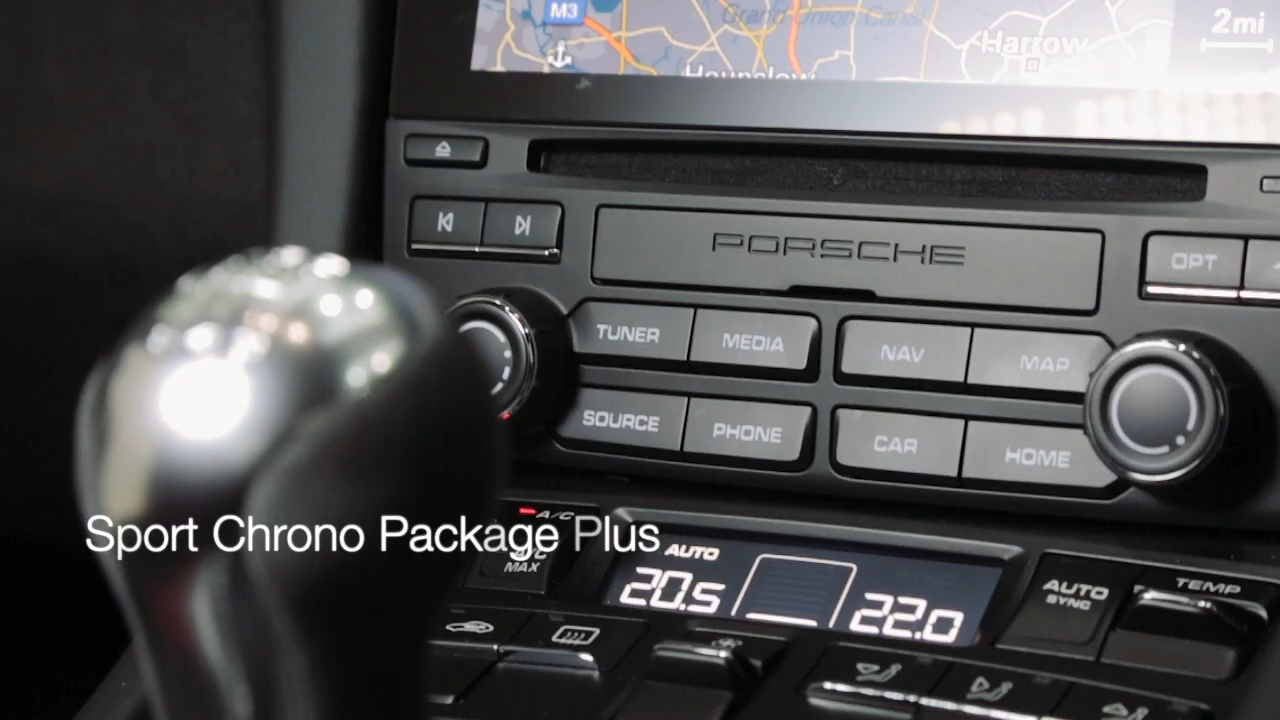 M3
Grand Union Canal
2mi
Harrow
Hounslow
PORSCHE
OPT
TUNER
MEDIA
NAV
MAP
SOURCE
PHONE
CAR
HOME
A/C
Sport Chrono Package Plus
A/C
MAX
AUTO
20.5
22.0
AUTO
SYNC
TEMP